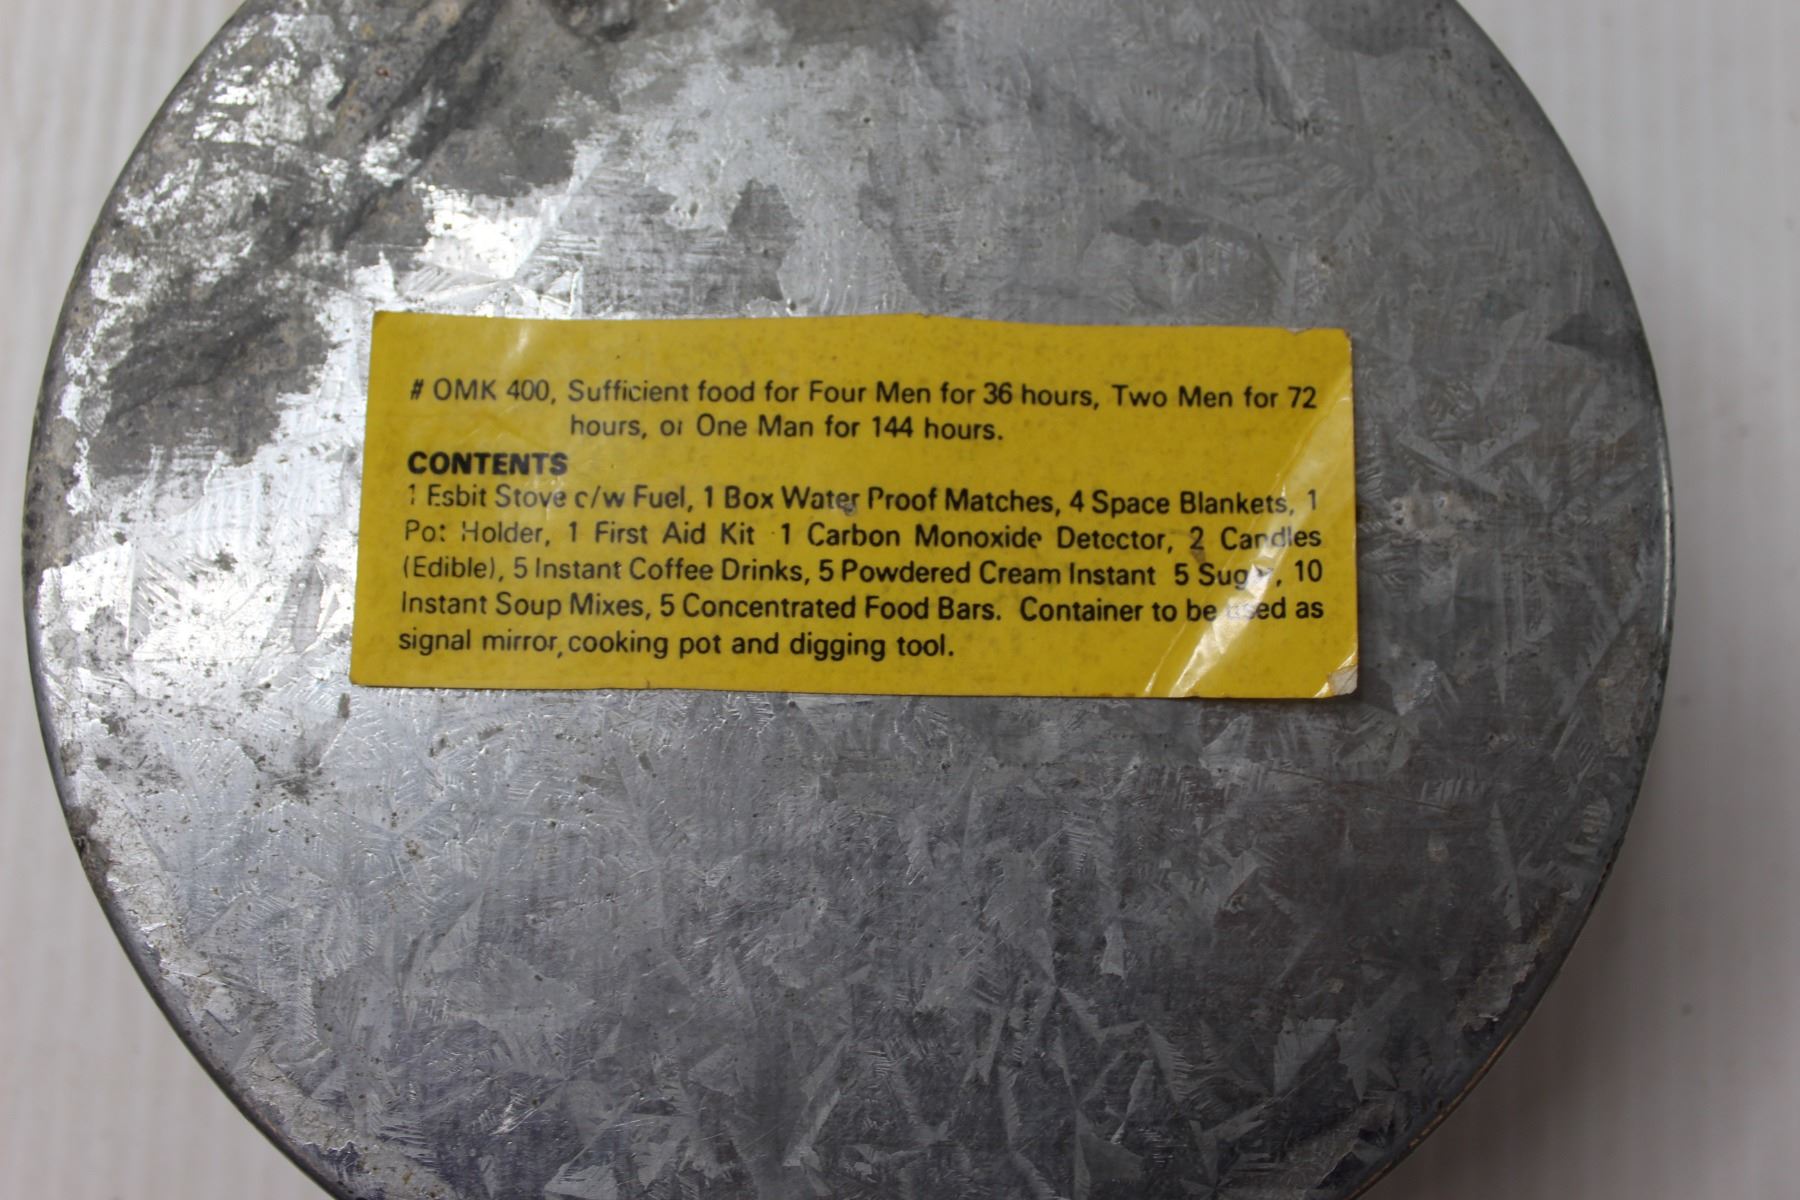 # OMK 400, Sufficient food for Four Men for 36 hours, Two Men for 72
hours, or One Man for 144 hours.
CONTENTS
1 Esbit Stove c/w Fuel, 1 Box Water Proof Matches, 4 Space Blankets, 1
Pot Holder, 1 First Aid Kit 1 Carbon Monoxide Detector, 2 Candles
(Edible), 5 Instant Coffee Drinks, 5 Powdered Cream Instant 5 Sugar, 10
Instant Soup Mixes, 5 Concentrated Food Bars. Container to be used as
signal mirror, cooking pot and digging tool.